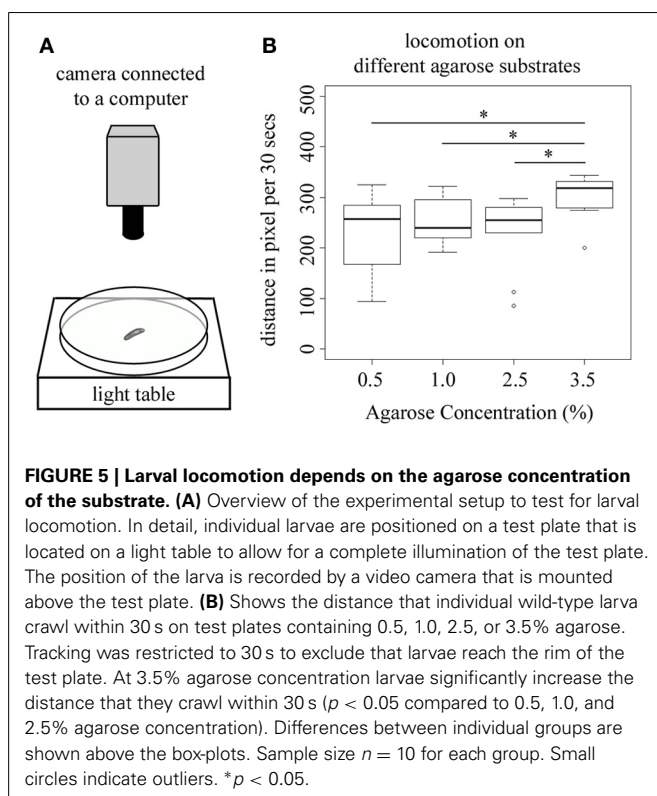 A
camera connected
to a computer
light table
B
locomotion on
different agarose substrates
*
*
*
distance in pixel per 30 secs
500
400
300
200
100
0
0.5 1.0 2.5 3.5
Agarose Concentration (%)
FIGURE 5 | Larval locomotion depends on the agarose concentration
of the substrate. (A) Overview of the experimental setup to test for larval
locomotion. In detail, individual larvae are positioned on a test plate that is
located on a light table to allow for a complete illumination of the test plate.
The position of the larva is recorded by a video camera that is mounted
above the test plate. (B) Shows the distance that individual wild-type larva
crawl within 30 s on test plates containing 0.5, 1.0, 2.5, or 3.5% agarose.
Tracking was restricted to 30 s to exclude that larvae reach the rim of the
test plate. At 3.5% agarose concentration larvae significantly increase the
distance that they crawl within 30 s (p < 0.05 compared to 0.5, 1.0, and
2.5% agarose concentration). Differences between individual groups are
shown above the box-plots. Sample size n = 10 for each group. Small
circles indicate outliers. *p < 0.05.